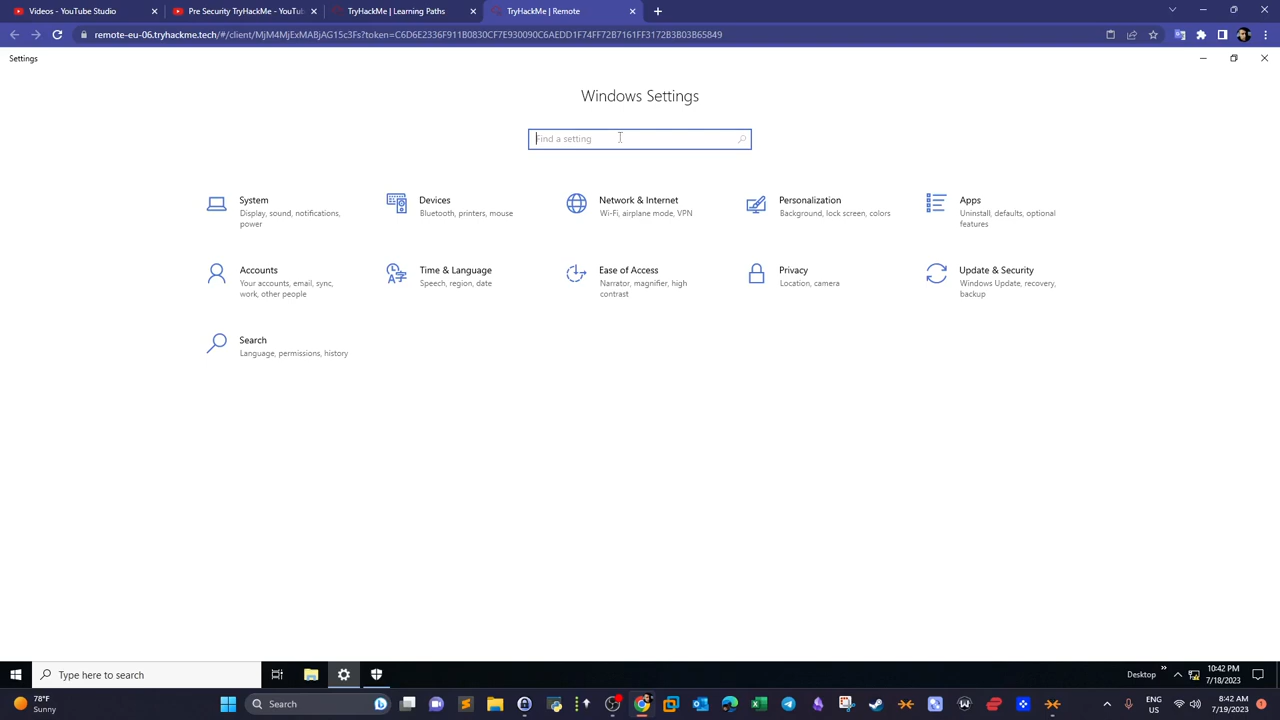 Videos - YouTube Studio
Pre Security TryHackMe - YouTu
TryHackMe | Learning Paths
TryHackMe | Remote
remote-eu-06.tryhackme.tech/#/client/MjM4MjExMABjAG15c3Fs?token=C6D6E2336F911B0830CF7E930090C6AEDD1F74FF72B7161FF3172B3B03B65849
Settings
Windows Settings
Find a setting
System
Display, sound, notifications,
power
Devices
Bluetooth, printers, mouse
Network & Internet
Wi-Fi, airplane mode, VPN
Personalization
Background, lock screen, colors
Apps
Uninstall, defaults, optional
features
Accounts
Your accounts, email, sync,
work, other people
Time & Language
Speech, region, date
Ease of Access
Narrator, magnifier, high
contrast
Privacy
Location, camera
Update & Security
Windows Update, recovery,
backup
Search
Language, permissions, history
Type here to search
Desktop
10:42 PM
7/18/2023
78°F
Sunny
Search
ENG
US
8:42 AM
7/19/2023